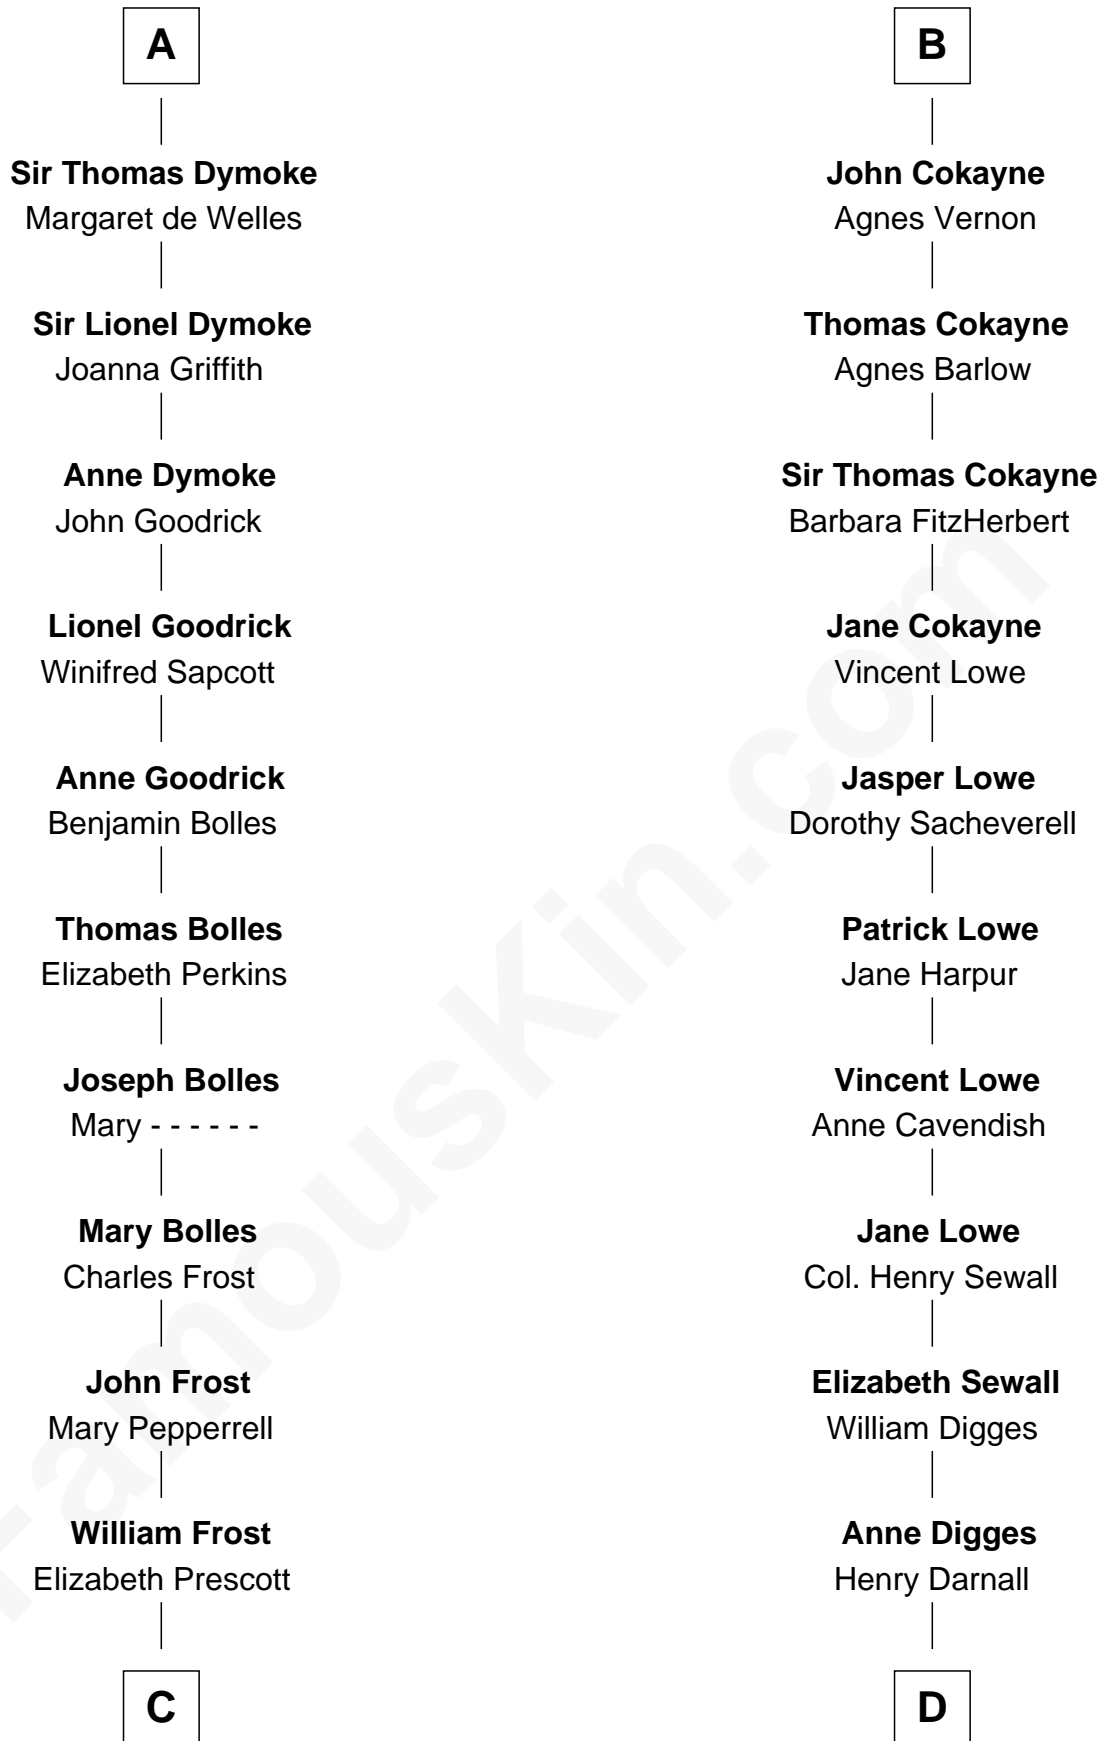 A
Sir Thomas Dymoke
Margaret de Welles
Sir Lionel Dymoke
Joanna Griffith
Anne Dymoke
John Goodrick
Lionel Goodrick
Winifred Sapcott
Anne Goodrick
Benjamin Bolles
Thomas Bolles
Elizabeth Perkins
Joseph Bolles
Mary - - - - - -
Mary Bolles
Charles Frost
John Frost
Mary Pepperrell
William Frost
Elizabeth Prescott
C
B
John Cokayne
Agnes Vernon
Thomas Cokayne
Agnes Barlow
Sir Thomas Cokayne
Barbara FitzHerbert
Jane Cokayne
Vincent Lowe
Jasper Lowe
Dorothy Sacheverell
Patrick Lowe
Jane Harpur
Vincent Lowe
Anne Cavendish
Jane Lowe
Col. Henry Sewall
Elizabeth Sewall
William Digges
Anne Digges
Henry Darnall
D
FamousKin.com